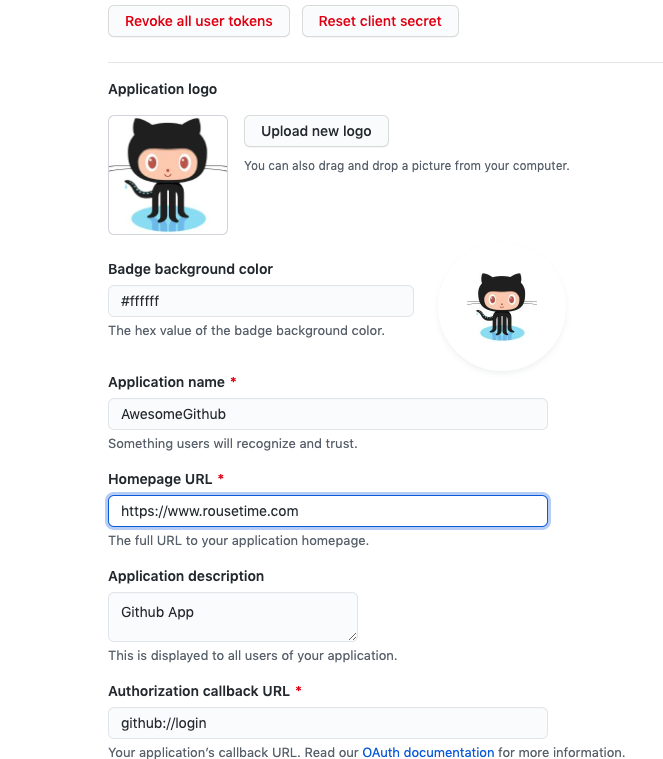 Revoke all user tokens
Reset client secret
Application logo
Upload new logo
You can also drag and drop a picture from your computer.
Badge background color
#ffffff
The hex value of the badge background color.
Application name *
AwesomeGithub
Something users will recognize and trust.
Homepage URL *
https://www.rousetime.com
The full URL to your application homepage.
Application description
Github App
This is displayed to all users of your application.
Authorization callback URL *
github://login
Your application’s callback URL. Read our OAuth documentation for more information.